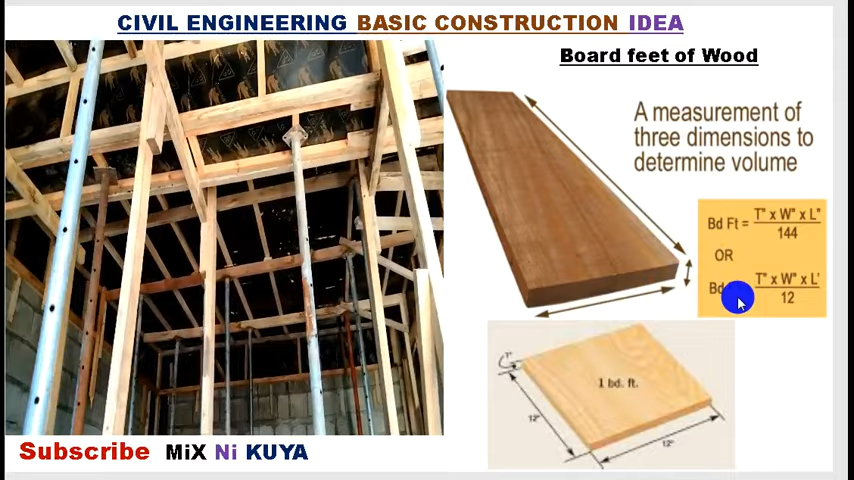 CIVIL ENGINEERING BASIC CONSTRUCTION IDEA
Board feet of Wood
A measurement of
three dimensions to
determine volume
Bd Ft = T" x W" x L"
144
OR
Bd T" x W" x L'
12
1"
1 bd. ft.
12"
12"
Subscribe MiX Ni KUYA